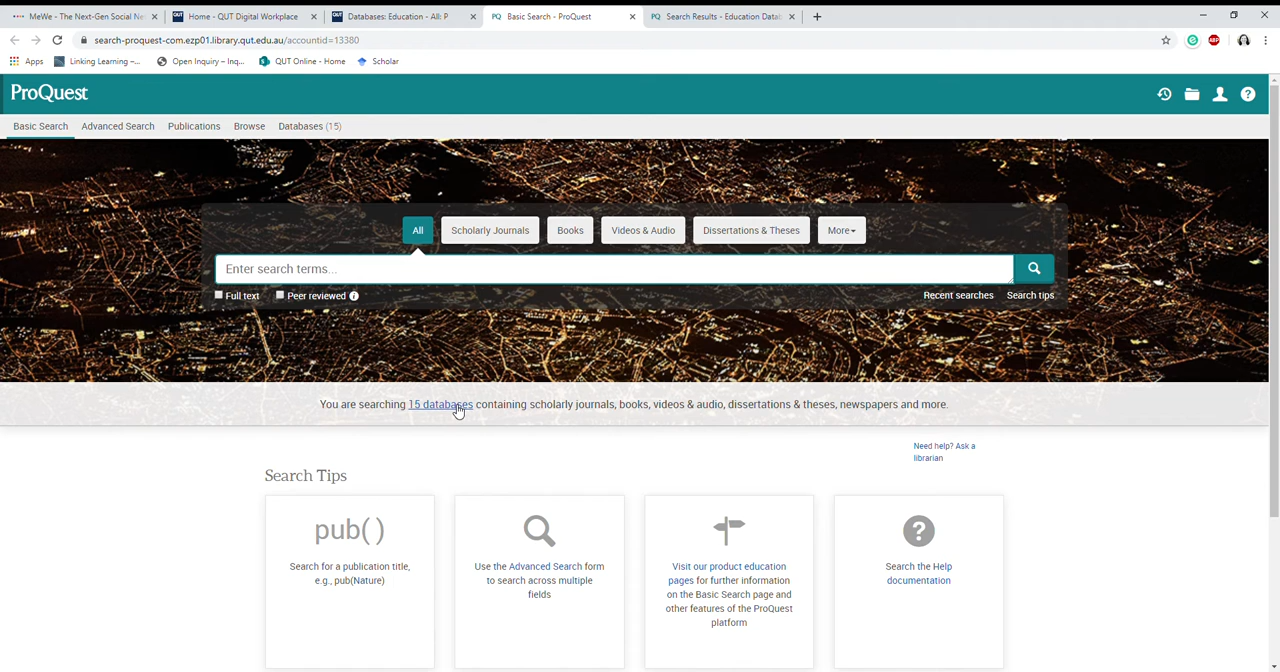 MeWe - The Next-Gen Social Ne
Home - QUT Digital Workplace
Databases: Education - All: P
Basic Search - ProQuest
Search Results - Education Datab
search-proquest-com.ezp01.library.qut.edu.au/accountid=13380
ABP
Apps
Linking Learning –...
Open Inquiry – Inq...
QUT Online - Home
Scholar
ProQuest
Basic Search
Advanced Search
Publications
Browse
Databases (15)
All
Scholarly Journals
Books
Videos & Audio
Dissertations & Theses
More
Enter search terms...
Full text
Peer reviewed
Recent searches
Search tips
You are searching 15 databases containing scholarly journals, books, videos & audio, dissertations & theses, newspapers and more.
Need help? Ask a
librarian
Search Tips
pub( )
Search for a publication title,
e.g., pub(Nature)
Use the Advanced Search form
to search across multiple
fields
Visit our product education
pages for further information
on the Basic Search page and
other features of the ProQuest
platform
Search the Help
documentation